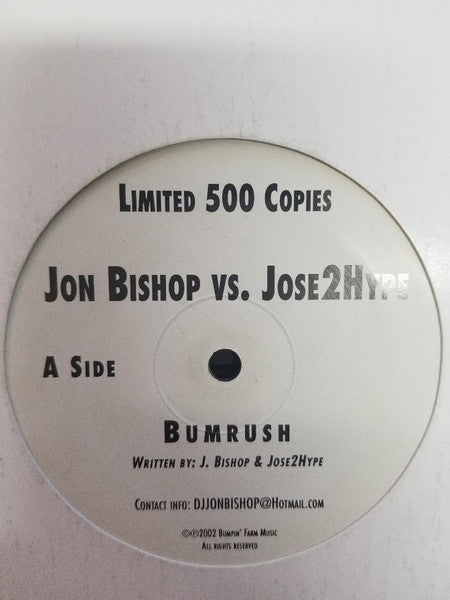 LIMITED 500 COPIES
JON BISHOP VS. JOSE2HYPE
A SIDE
BUMRUSH
WRITTEN BY: J. BISHOP & JOSE2HYPE
CONTACT INFO: DJJONBISHOP@HOTMAIL.COM
©℗2002 BUMPIN' FARM MUSIC
ALL RIGHTS RESERVED